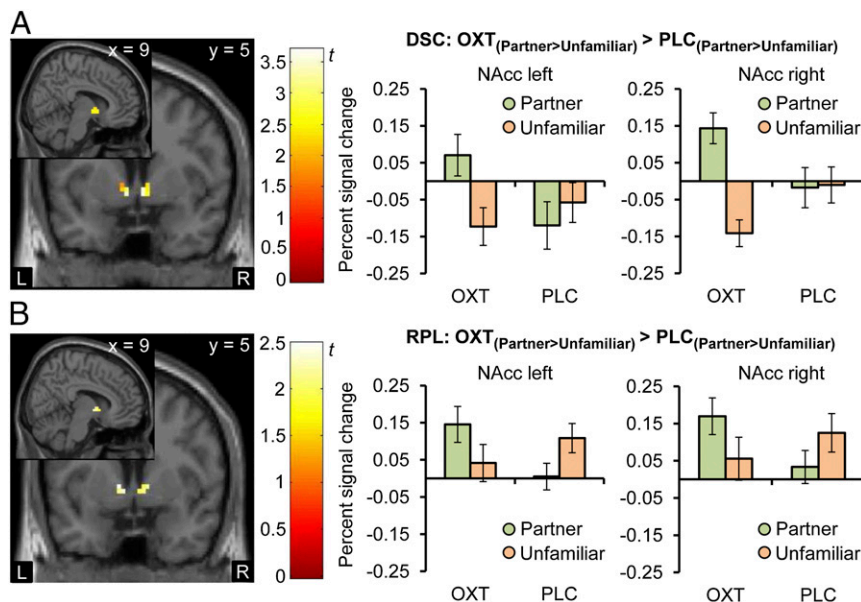 A
x = 9
y = 5
L
R
t
3.5
3
2.5
2
1.5
1
0.5
0
DSC: OXT(Partner>Unfamiliar) > PLC(Partner>Unfamiliar)
Percent signal change
NAcc left
0.25
0.15
0.05
-0.05
-0.15
-0.25
Partner
Unfamiliar
OXT PLC
NAcc right
0.25
0.15
0.05
-0.05
-0.15
-0.25
Partner
Unfamiliar
OXT PLC
B
x = 9
y = 5
L
R
2.5
t
2
1.5
1
0.5
0
RPL: OXT(Partner>Unfamiliar) > PLC(Partner>Unfamiliar)
Percent signal change
NAcc left
0.25
0.15
0.05
-0.05
-0.15
-0.25
Partner
Unfamiliar
OXT PLC
NAcc right
0.25
0.15
0.05
-0.05
-0.15
-0.25
Partner
Unfamiliar
OXT PLC